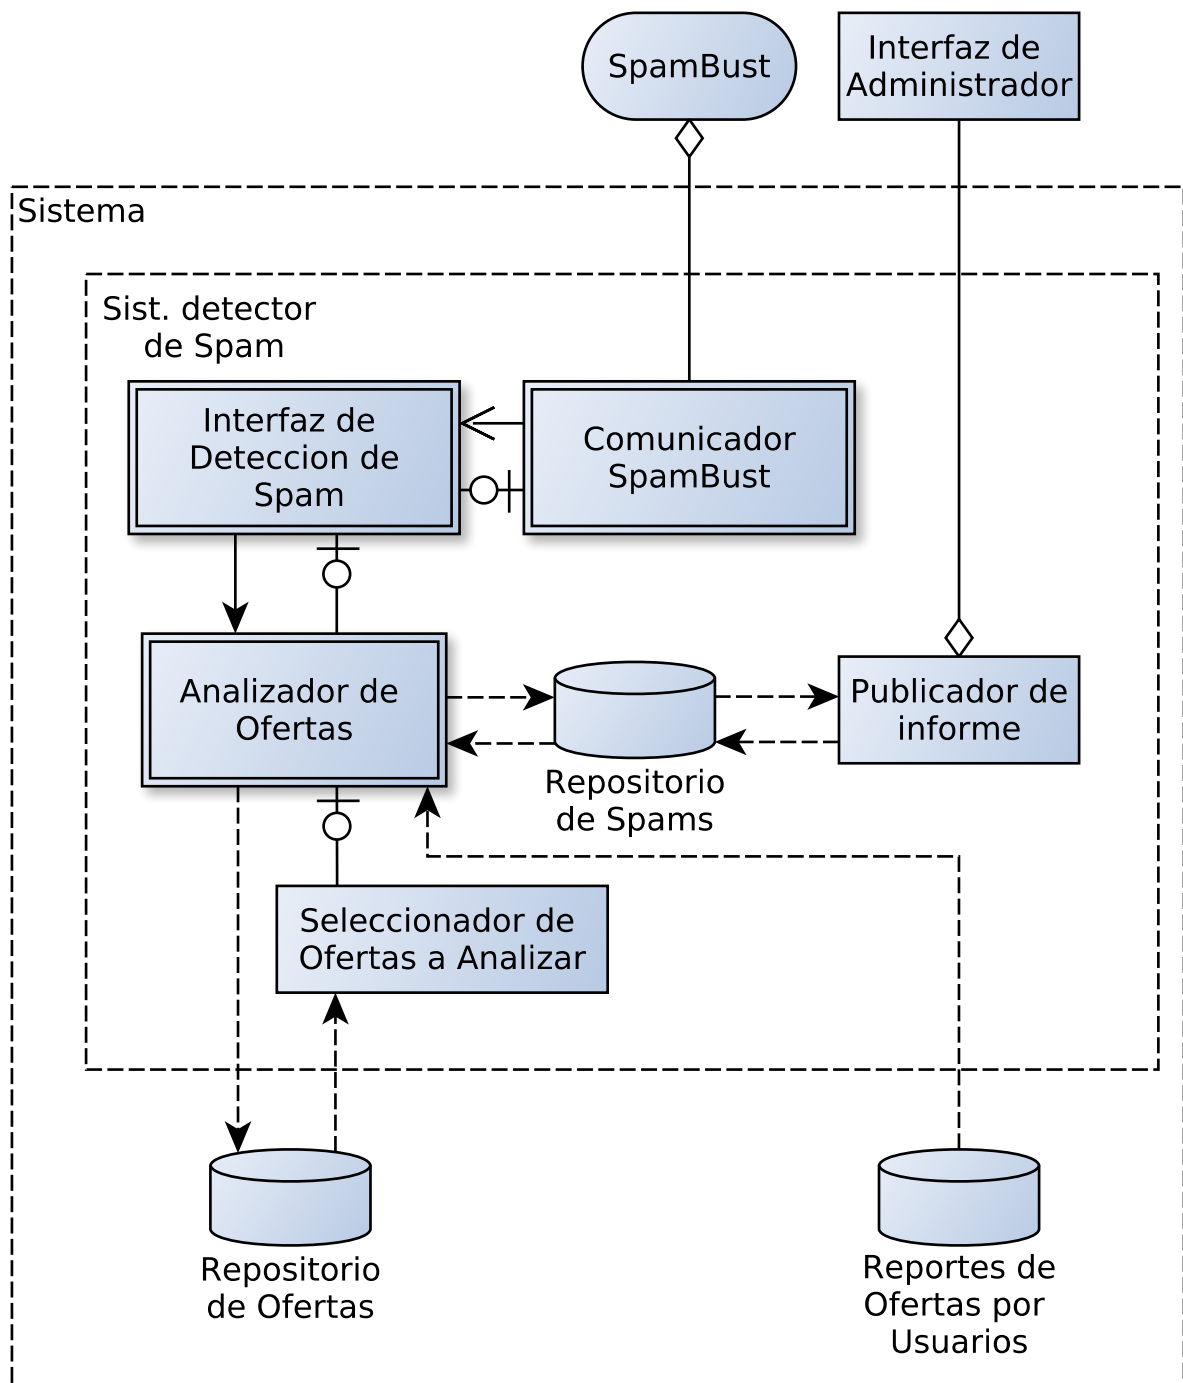 SpamBust
Interfaz de
Administrador
Sistema
Sist. detector
de Spam
Interfaz de
Deteccion de
Spam
Comunicador
SpamBust
Analizador de
Ofertas
Repositorio
de Spams
Publicador de
informe
Seleccionador de
Ofertas a Analizar
Repositorio
de Ofertas
Reportes de
Ofertas por
Usuarios